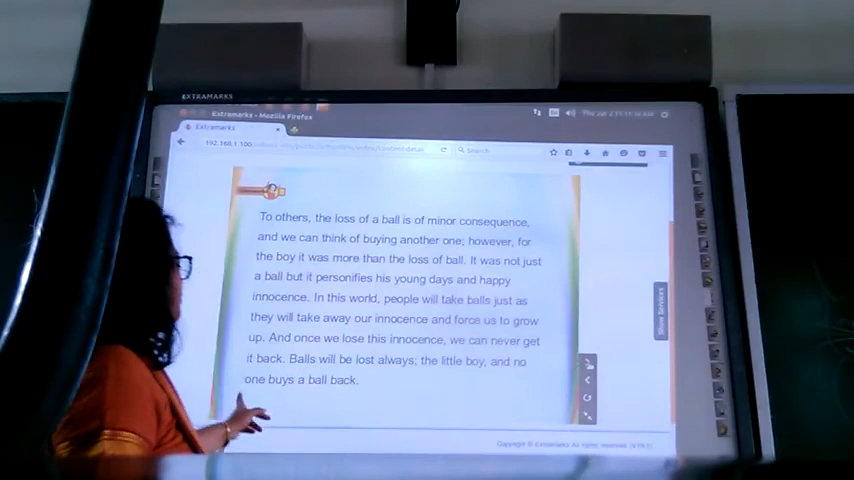 EXTRAMARKS
Extramarks - Mozilla Firefox
Extramarks
Search
To others, the loss of a ball is of minor consequence,
and we can think of buying another one; however, for
the boy it was more than the loss of ball. It was not just
a ball but it personifies his young days and happy
innocence. In this world, people will take balls just as
they will take away our innocence and force us to grow
up. And once we lose this innocence, we can never get
it back. Balls will be lost always; the little boy, and no
one buys a ball back.
Show Services
Copyright © Extramarks All rights reserved.